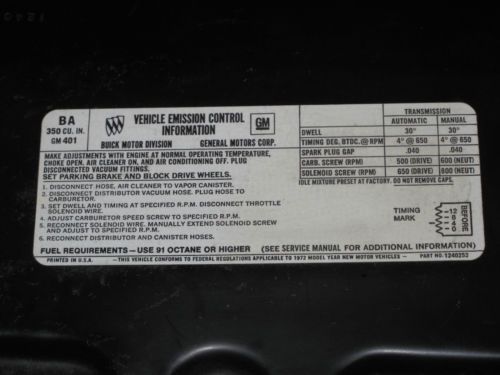 BA
350 CU. IN.
GM 401
VEHICLE EMISSION CONTROL
INFORMATION
BUICK MOTOR DIVISION GENERAL MOTORS CORP.
GM
TRANSMISSION
AUTOMATIC MANUAL
DWELL 30° 30°
TIMING DEG. BTDC. @ RPM 4° @ 650 4° @ 650
SPARK PLUG GAP .040 .040
CARB. SCREW (RPM) 500 (DRIVE) 600 (NEUT)
SOLENOID SCREW (RPM) 650 (DRIVE) 800 (NEUT)
IDLE MIXTURE PRESET AT FACTORY. DO NOT REMOVE CAPS.
MAKE ADJUSTMENTS WITH ENGINE AT NORMAL OPERATING TEMPERATURE,
CHOKE OPEN, AIR CLEANER ON, AND AIR CONDITIONING OFF. PLUG
DISCONNECTED VACUUM FITTINGS.
SET PARKING BRAKE AND BLOCK DRIVE WHEELS.
1. DISCONNECT HOSE, AIR CLEANER TO VAPOR CANISTER.
2. DISCONNECT DISTRIBUTOR VACUUM HOSE. PLUG HOSE TO
CARBURETOR.
3. SET DWELL AND TIMING AT SPECIFIED R.P.M. DISCONNECT THROTTLE
SOLENOID WIRE.
4. ADJUST CARBURETOR SPEED SCREW TO SPECIFIED R.P.M.
5. RECONNECT SOLENOID WIRE. MANUALLY EXTEND SOLENOID SCREW
AND ADJUST TO SPECIFIED R.P.M.
6. RECONNECT DISTRIBUTOR AND CANISTER HOSES.
TIMING
MARK
12
8
4
0
BEFORE
FUEL REQUIREMENTS—USE 91 OCTANE OR HIGHER (SEE SERVICE MANUAL FOR ADDITIONAL INFORMATION)
PRINTED IN U.S.A. —THIS VEHICLE CONFORMS TO FEDERAL REGULATIONS APPLICABLE TO 1972 MODEL YEAR NEW MOTOR VEHICLES— PART NO. 1240252